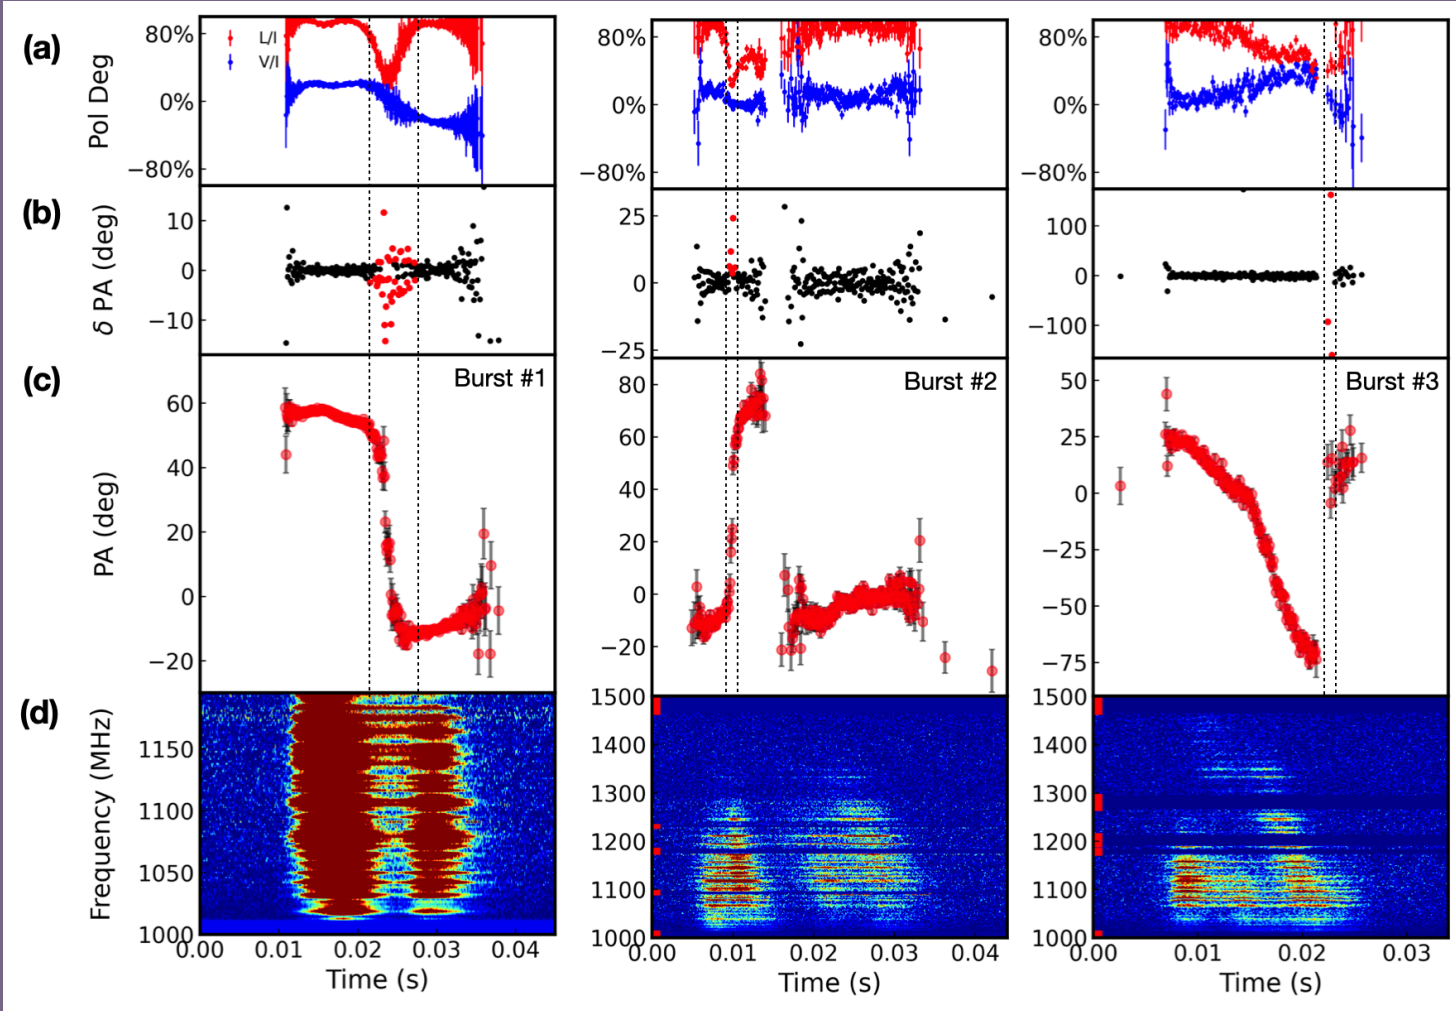 (a)
Pol Deg
80%
0%
−80%
L/I
V/I
80%
0%
−80%
80%
0%
−80%
(b)
δ PA (deg)
10
0
−10
25
0
−25
100
0
−100
(c)
PA (deg)
60
40
20
0
−20
Burst #1
80
60
40
20
0
−20
Burst #2
50
25
0
−25
−50
−75
Burst #3
(d)
Frequency (MHz)
1150
1100
1050
1000
0.00 0.01 0.02 0.03 0.04
Time (s)
1500
1400
1300
1200
1100
1000
0.00 0.01 0.02 0.03 0.04
Time (s)
1500
1400
1300
1200
1100
1000
0.00 0.01 0.02 0.03
Time (s)